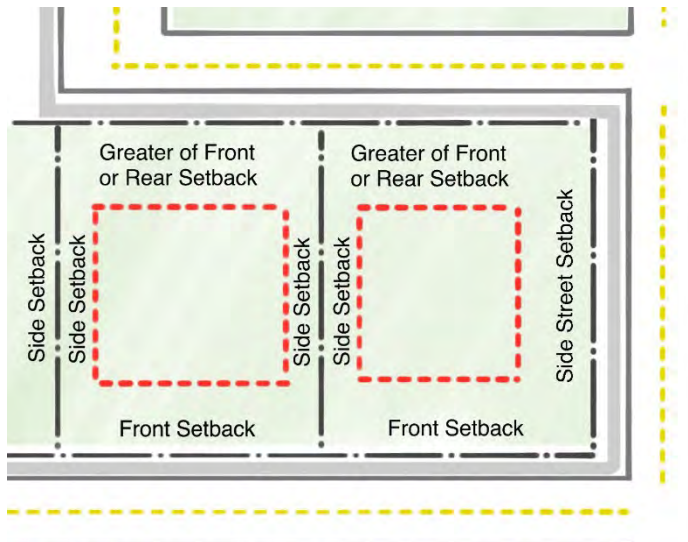 Greater of Front
or Rear Setback
Greater of Front
or Rear Setback
Side Setback
Side Setback
Side Setback
Side Setback
Side Street Setback
Front Setback
Front Setback